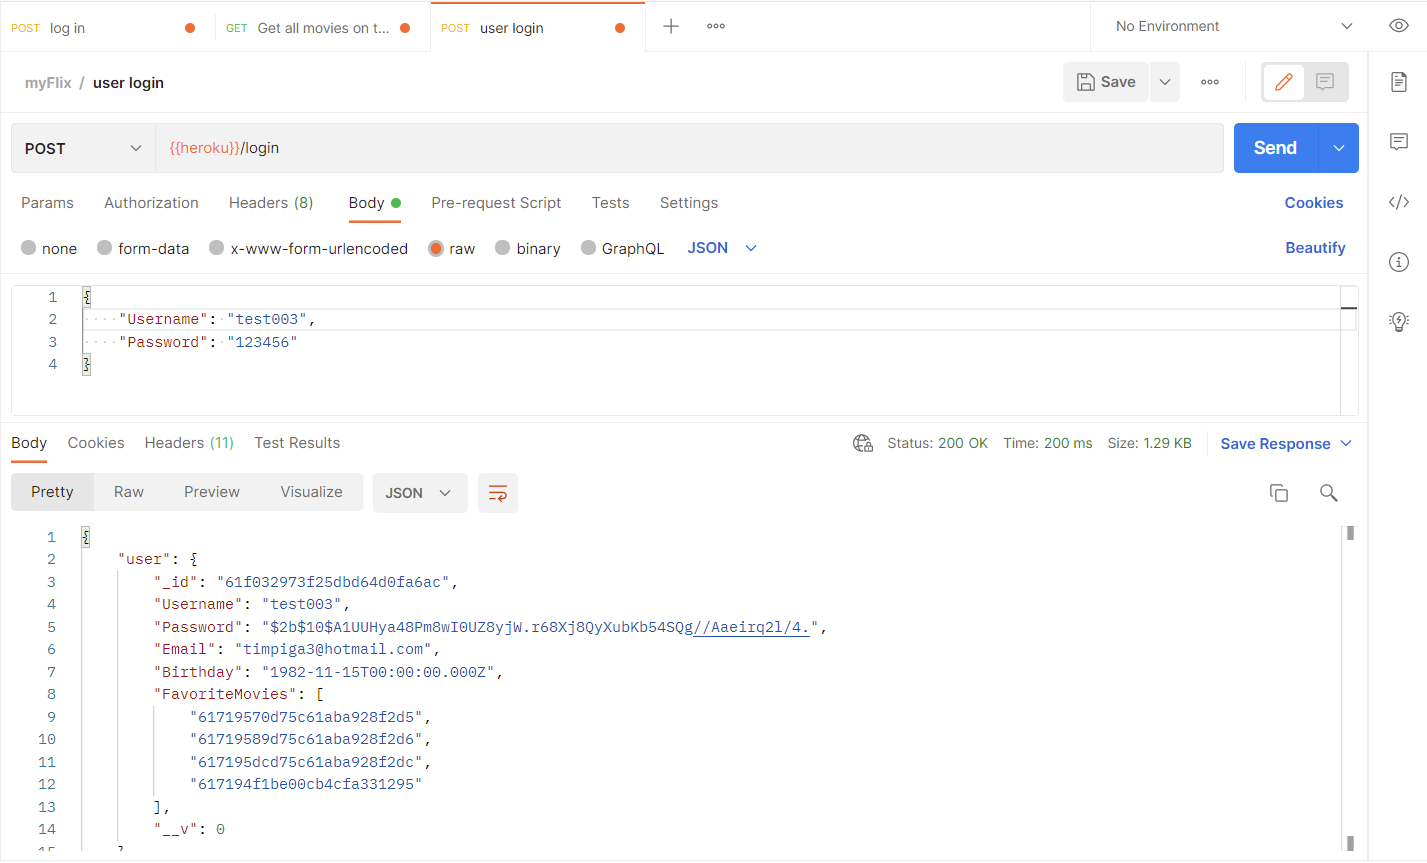 POST log in
GET Get all movies on t...
POST user login
No Environment
myFlix / user login
Save
POST
{{heroku}}/login
Send
Params
Authorization
Headers (8)
Body
Pre-request Script
Tests
Settings
Cookies
none
form-data
x-www-form-urlencoded
raw
binary
GraphQL
JSON
Beautify
1 {
2 "Username": "test003",
3 "Password": "123456"
4 }
Body
Cookies
Headers (11)
Test Results
Status: 200 OK
Time: 200 ms
Size: 1.29 KB
Save Response
Pretty
Raw
Preview
Visualize
JSON
1 {
2 "user": {
3 "_id": "61f032973f25dbd64d0fa6ac",
4 "Username": "test003",
5 "Password": "$2b$10$A1UUHya48Pm8wI0UZ8yjW.r68Xj8QyXubKb54SQg//Aaeirq2l/4.",
6 "Email": "timpiga3@hotmail.com",
7 "Birthday": "1982-11-15T00:00:00.000Z",
8 "FavoriteMovies": [
9 "61719570d75c61aba928f2d5",
10 "61719589d75c61aba928f2d6",
11 "617195dcd75c61aba928f2dc",
12 "617194f1be00cb4cfa331295"
13 ],
14 "__v": 0